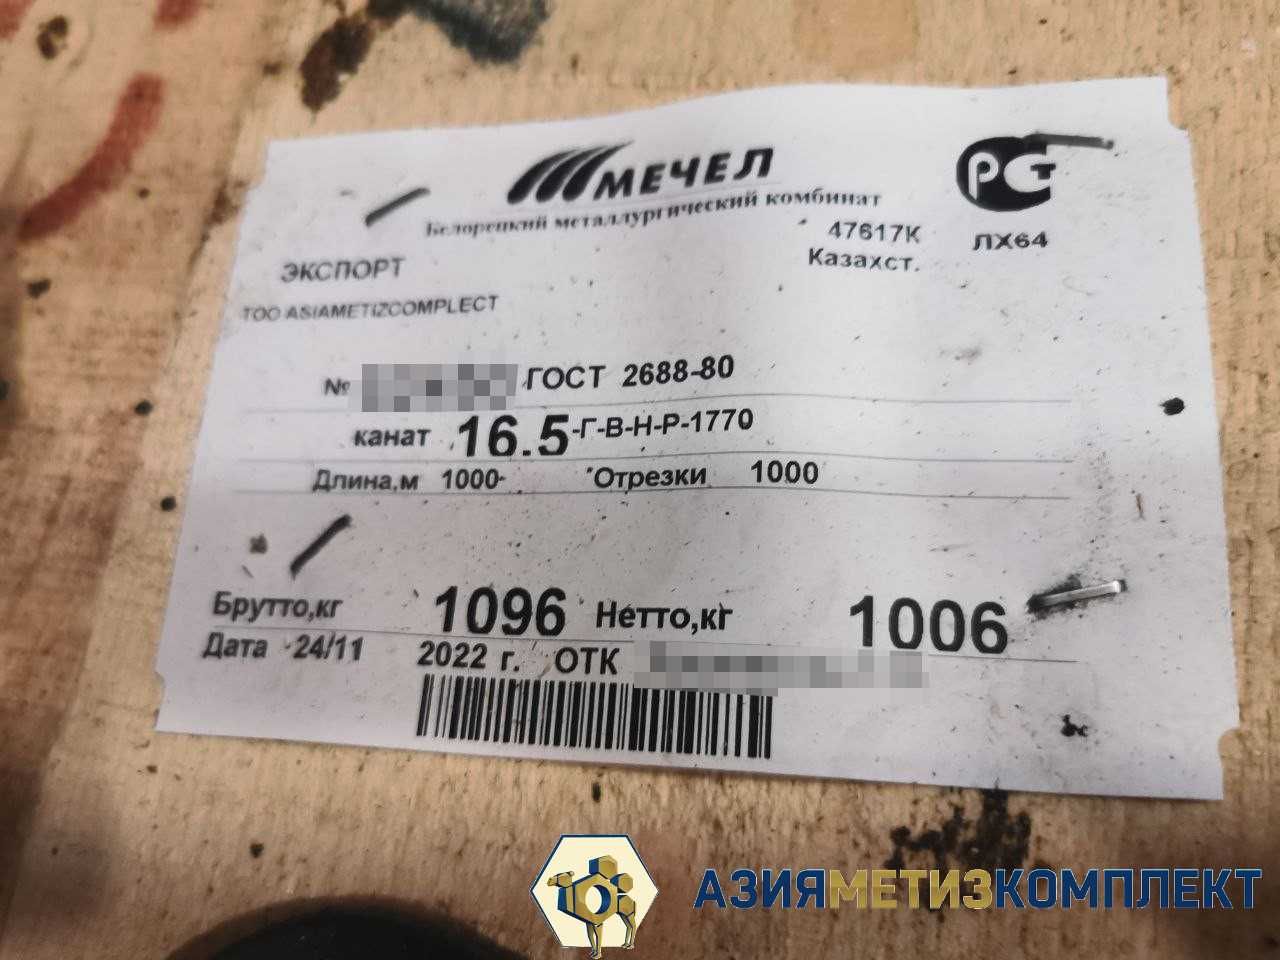 МЕЧЕЛ
Белорецкий металлургический комбинат
РСТ
47617К
ЛХ64
Казахст.
ЭКСПОРТ
ТОО ASIAMETIZCOMPLECT
№ ГОСТ 2688-80
канат 16.5-Г-В-Н-Р-1770
Длина,м 1000 Отрезки 1000
Брутто,кг 1096 Нетто,кг 1006
Дата 24/11 2022 г. ОТК
АЗИЯМЕТИЗКОМПЛЕКТ